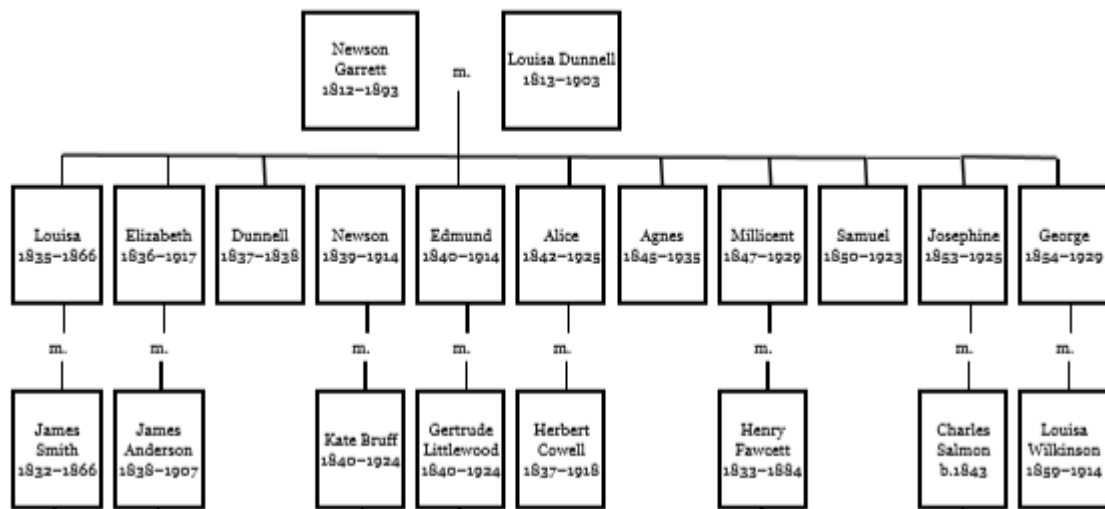 Newson
Garrett
1812–1893
m.
Louisa Dunnell
1813–1903
Louisa
1835–1866
Elizabeth
1836–1917
Dunnell
1837–1838
Newson
1839–1914
Edmund
1840–1914
Alice
1842–1925
Agnes
1845–1935
Millicent
1847–1929
Samuel
1850–1923
Josephine
1853–1925
George
1854–1929
m.
m.
m.
m.
m.
m.
m.
m.
James
Smith
1832–1866
James
Anderson
1838–1907
Kate Bruff
1840–1924
Gertrude
Littlewood
1840–1924
Herbert
Cowell
1837–1918
Henry
Fawcett
1833–1884
Charles
Salmon
b.1843
Louisa
Wilkinson
1859–1914